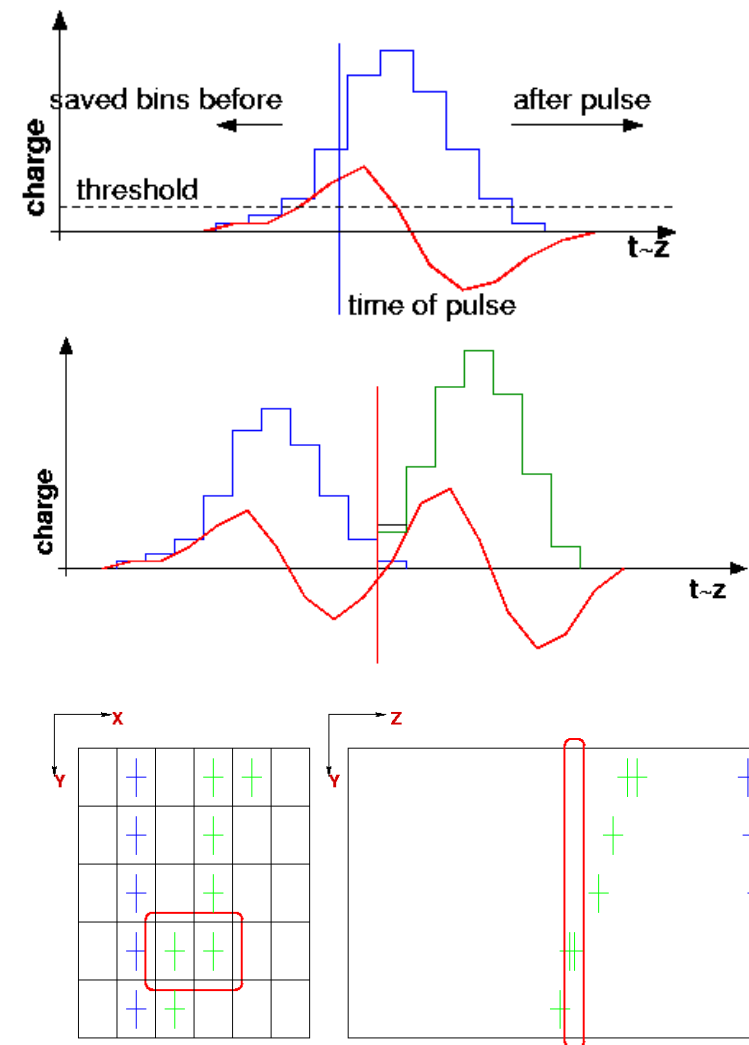 saved bins before
after pulse
charge
threshold
t~z
time of pulse
charge
t~z
X
Y
Z
Y